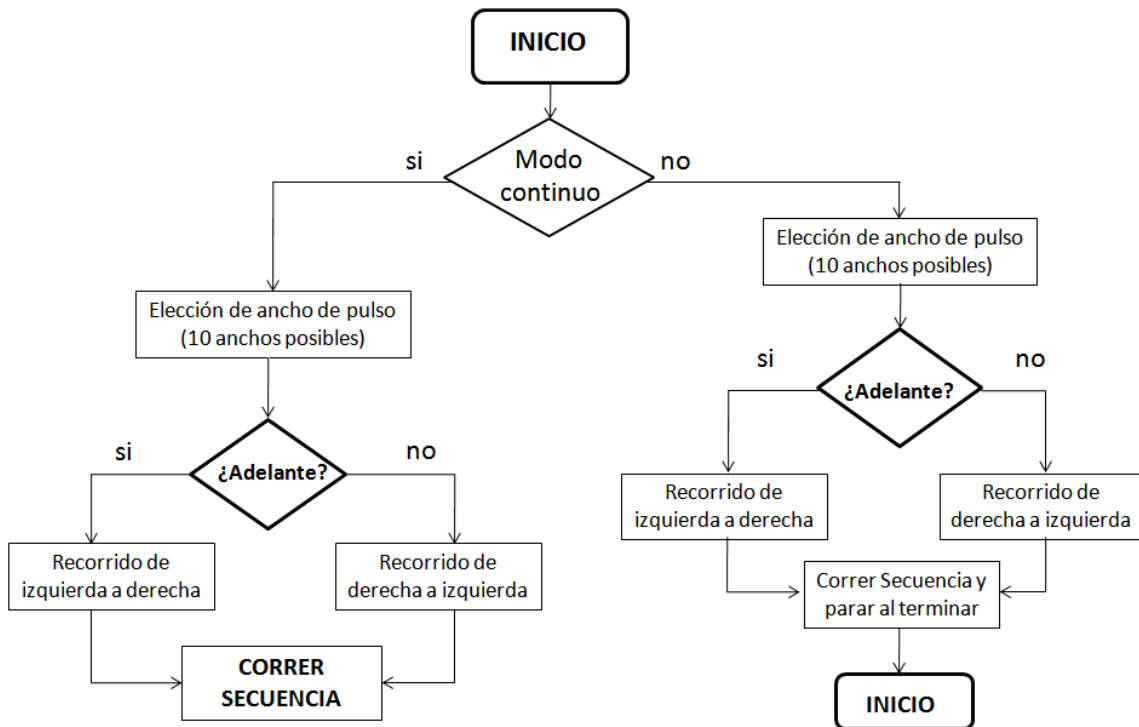 INICIO
si
Modo
continuo
no
Elección de ancho de pulso
(10 anchos posibles)
Elección de ancho de pulso
(10 anchos posibles)
si
¿Adelante?
no
si
¿Adelante?
no
Recorrido de
izquierda a derecha
Recorrido de
derecha a izquierda
Recorrido de
izquierda a derecha
Recorrido de
derecha a izquierda
Correr Secuencia y
parar al terminar
CORRER
SECUENCIA
INICIO